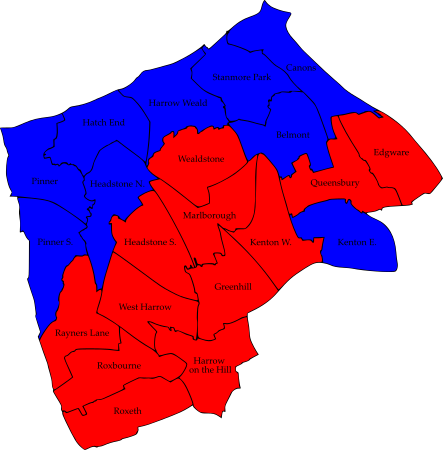 Canons
Stanmore Park
Harrow Weald
Hatch End
Belmont
Edgware
Wealdstone
Pinner
Headstone N.
Queensbury
Marlborough
Pinner S.
Headstone S.
Kenton W.
Kenton E.
Greenhill
West Harrow
Rayners Lane
Roxbourne
Harrow
on the Hill
Roxeth